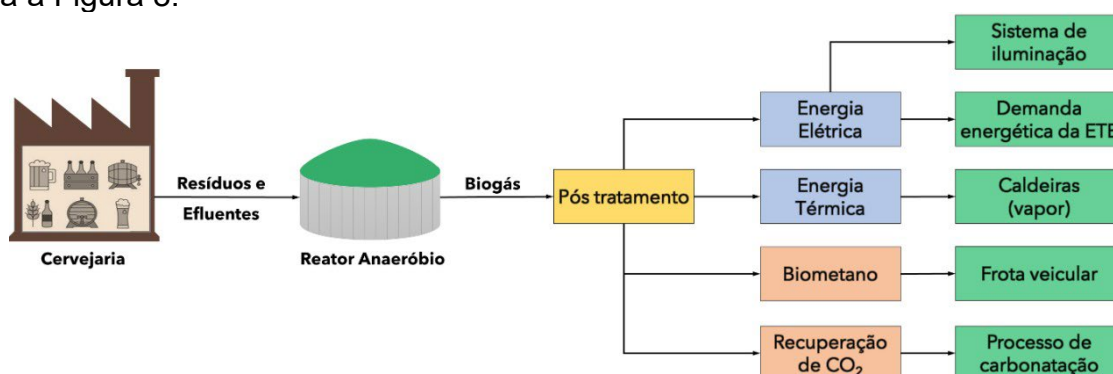 a a Figura 6.
Sistema de
iluminação
Energia
Elétrica
Demanda
energética da ETE
Resíduos e
Efluentes
Biogás
Pós tratamento
Energia
Térmica
Caldeiras
(vapor)
Cervejaria
Reator Anaeróbio
Biometano
Frota veicular
Recuperação
de CO₂
Processo de
carbonatação